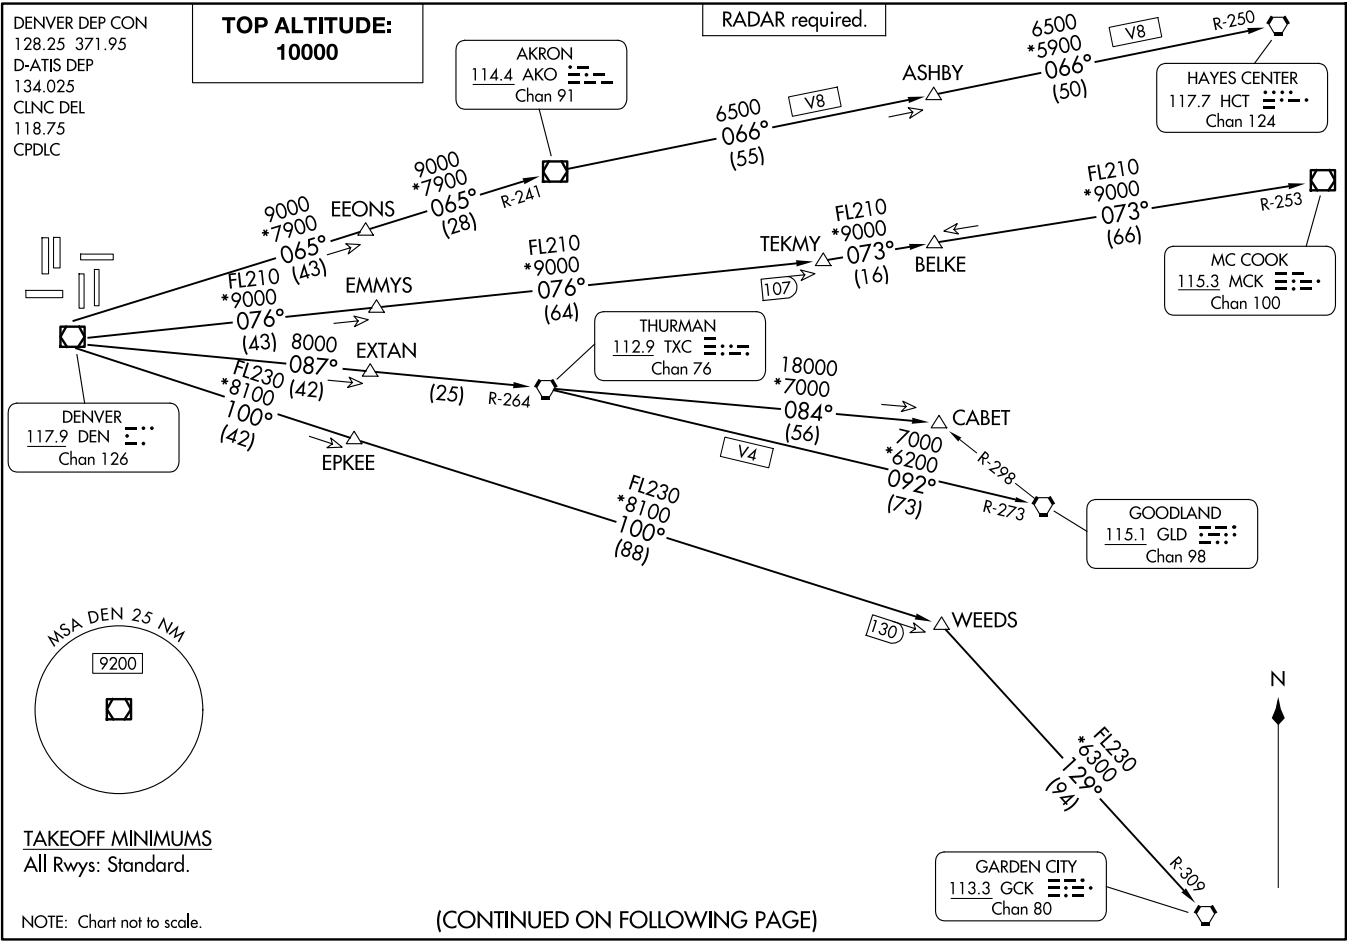 DENVER DEP CON
128.25 371.95
D-ATIS DEP
134.025
CLNC DEL
118.75
CPDLC
TOP ALTITUDE:
10000
RADAR required.
AKRON
114.4 AKO
Chan 91
HAYES CENTER
117.7 HCT
Chan 124
MC COOK
115.3 MCK
Chan 100
THURMAN
112.9 TXC
Chan 76
DENVER
117.9 DEN
Chan 126
GOODLAND
115.1 GLD
Chan 98
GARDEN CITY
113.3 GCK
Chan 80
9000
*7900
065°
(43)
EEONS
9000
*7900
065°
(28)
R-241
6500
066°
(55)
V8
ASHBY
6500
*5900
066°
(50)
V8
R-250
FL210
*9000
076°
(43)
EMMYS
FL210
*9000
076°
(64)
TEKMY
107
FL210
*9000
073°
(16)
BELKE
FL210
*9000
073°
(66)
R-253
8000
087°
(42)
EXTAN
(25)
R-264
18000
*7000
084°
(56)
CABET
V4
7000
*6200
092°
(73)
R-298
R-273
FL230
*8100
100°
(42)
EPKEE
FL230
*8100
100°
(88)
130
WEEDS
FL230
*6300
129°
(94)
R-309
MSA DEN 25 NM
9200
N
TAKEOFF MINIMUMS
All Rwys: Standard.
NOTE: Chart not to scale.
(CONTINUED ON FOLLOWING PAGE)